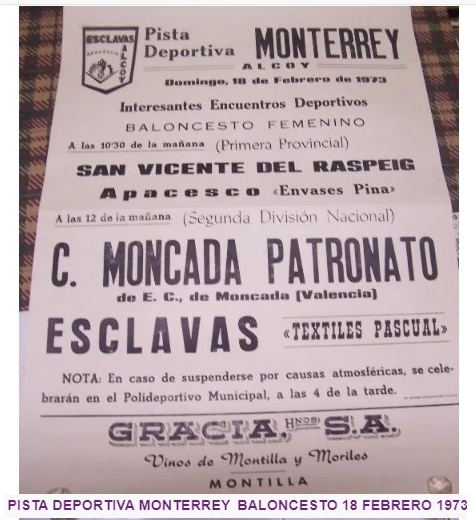 ESCLAVAS
APACESCO
ALCOY
Pista
Deportiva
MONTERREY
ALCOY
Domingo, 18 de Febrero de 1973
Interesantes Encuentros Deportivos
BALONCESTO FEMENINO
A las 10'30 de la mañana (Primera Provincial)
SAN VICENTE DEL RASPEIG
Apacesco «Envases Pina»
A las 12 de la mañana (Segunda División Nacional)
C. MONCADA PATRONATO
de E. C., de Moncada (Valencia)
ESCLAVAS «TEXTILES PASCUAL»
NOTA: En caso de suspenderse por causas atmosféricas, se cele-
brarán en el Polideportivo Municipal, a las 4 de la tarde.
GRACIA, HNOS) S.A.
Vinos de Montilla y Moriles
MONTILLA
PISTA DEPORTIVA MONTERREY BALONCESTO 18 FEBRERO 1973